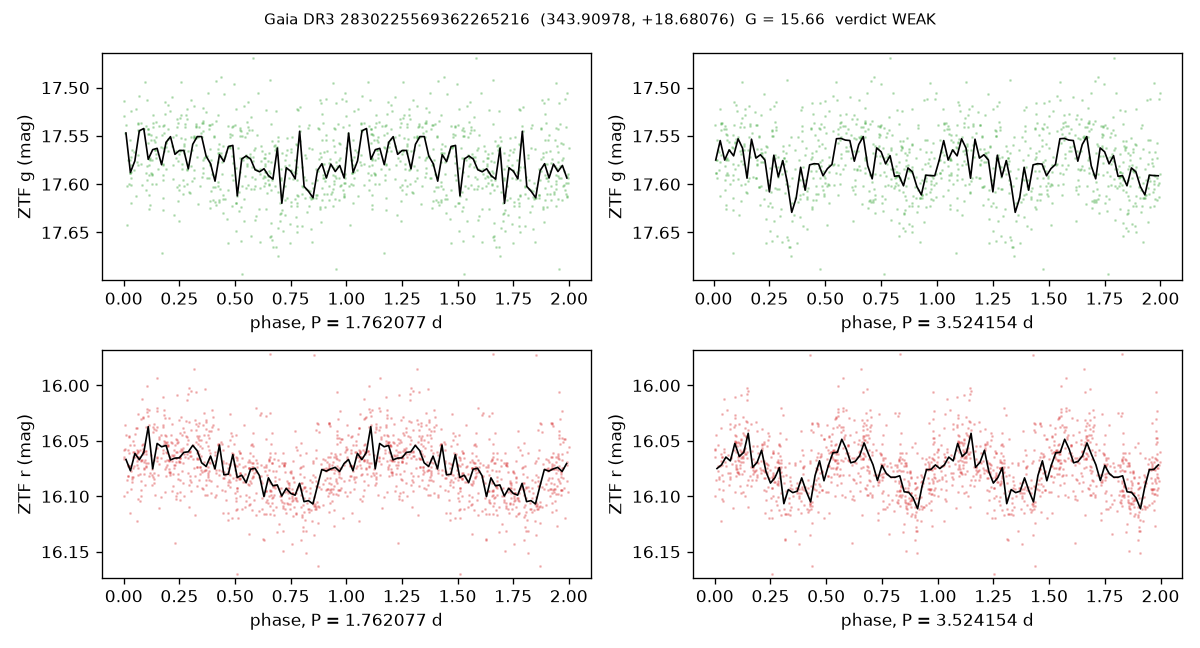 Gaia DR3 2830225569362265216 (343.90978, +18.68076) G = 15.66 verdict WEAK
ZTF g (mag)
17.50
17.55
17.60
17.65
0.00 0.25 0.50 0.75 1.00 1.25 1.50 1.75 2.00
phase, P = 1.762077 d
ZTF g (mag)
17.50
17.55
17.60
17.65
0.00 0.25 0.50 0.75 1.00 1.25 1.50 1.75 2.00
phase, P = 3.524154 d
ZTF r (mag)
16.00
16.05
16.10
16.15
0.00 0.25 0.50 0.75 1.00 1.25 1.50 1.75 2.00
phase, P = 1.762077 d
ZTF r (mag)
16.00
16.05
16.10
16.15
0.00 0.25 0.50 0.75 1.00 1.25 1.50 1.75 2.00
phase, P = 3.524154 d